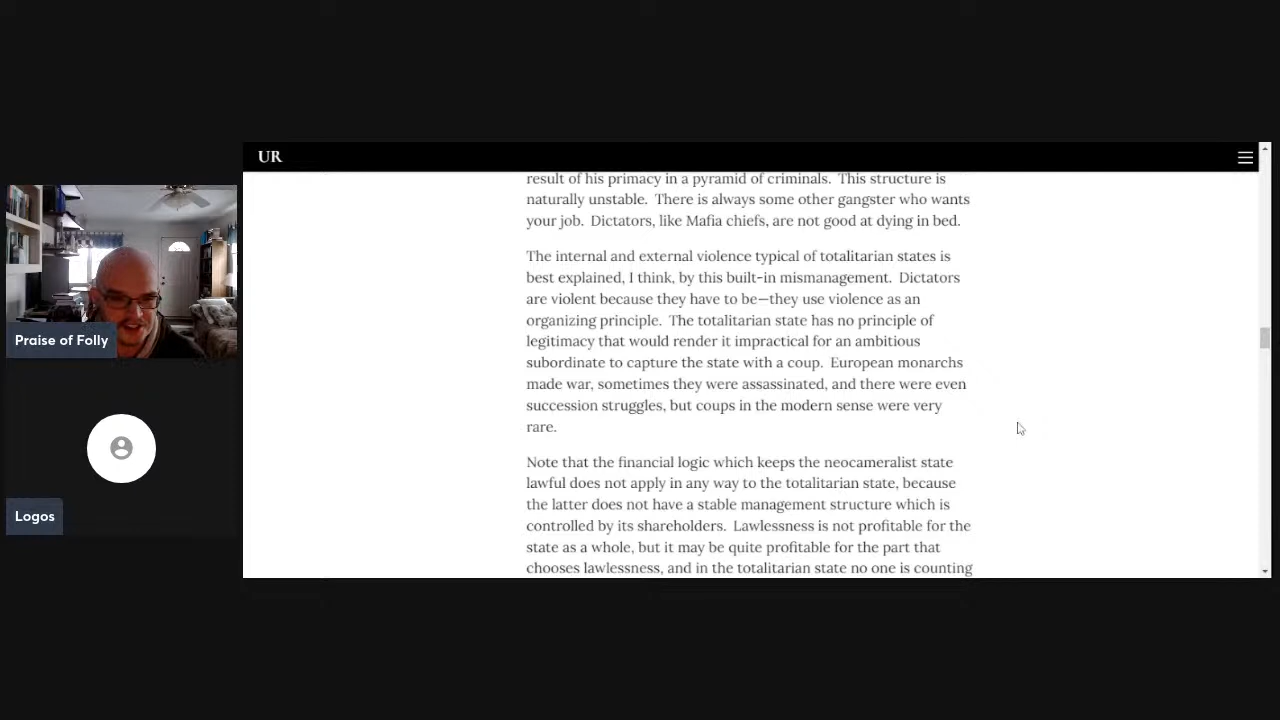 UR
result of his primacy in a pyramid of criminals. This structure is
naturally unstable. There is always some other gangster who wants
your job. Dictators, like Mafia chiefs, are not good at dying in bed.
The internal and external violence typical of totalitarian states is
best explained, I think, by this built-in mismanagement. Dictators
are violent because they have to be—they use violence as an
organizing principle. The totalitarian state has no principle of
legitimacy that would render it impractical for an ambitious
subordinate to capture the state with a coup. European monarchs
made war, sometimes they were assassinated, and there were even
succession struggles, but coups in the modern sense were very
rare.
Note that the financial logic which keeps the neocameralist state
lawful does not apply in any way to the totalitarian state, because
the latter does not have a stable management structure which is
controlled by its shareholders. Lawlessness is not profitable for the
state as a whole, but it may be quite profitable for the part that
chooses lawlessness, and in the totalitarian state no one is counting
Praise of Folly
Logos